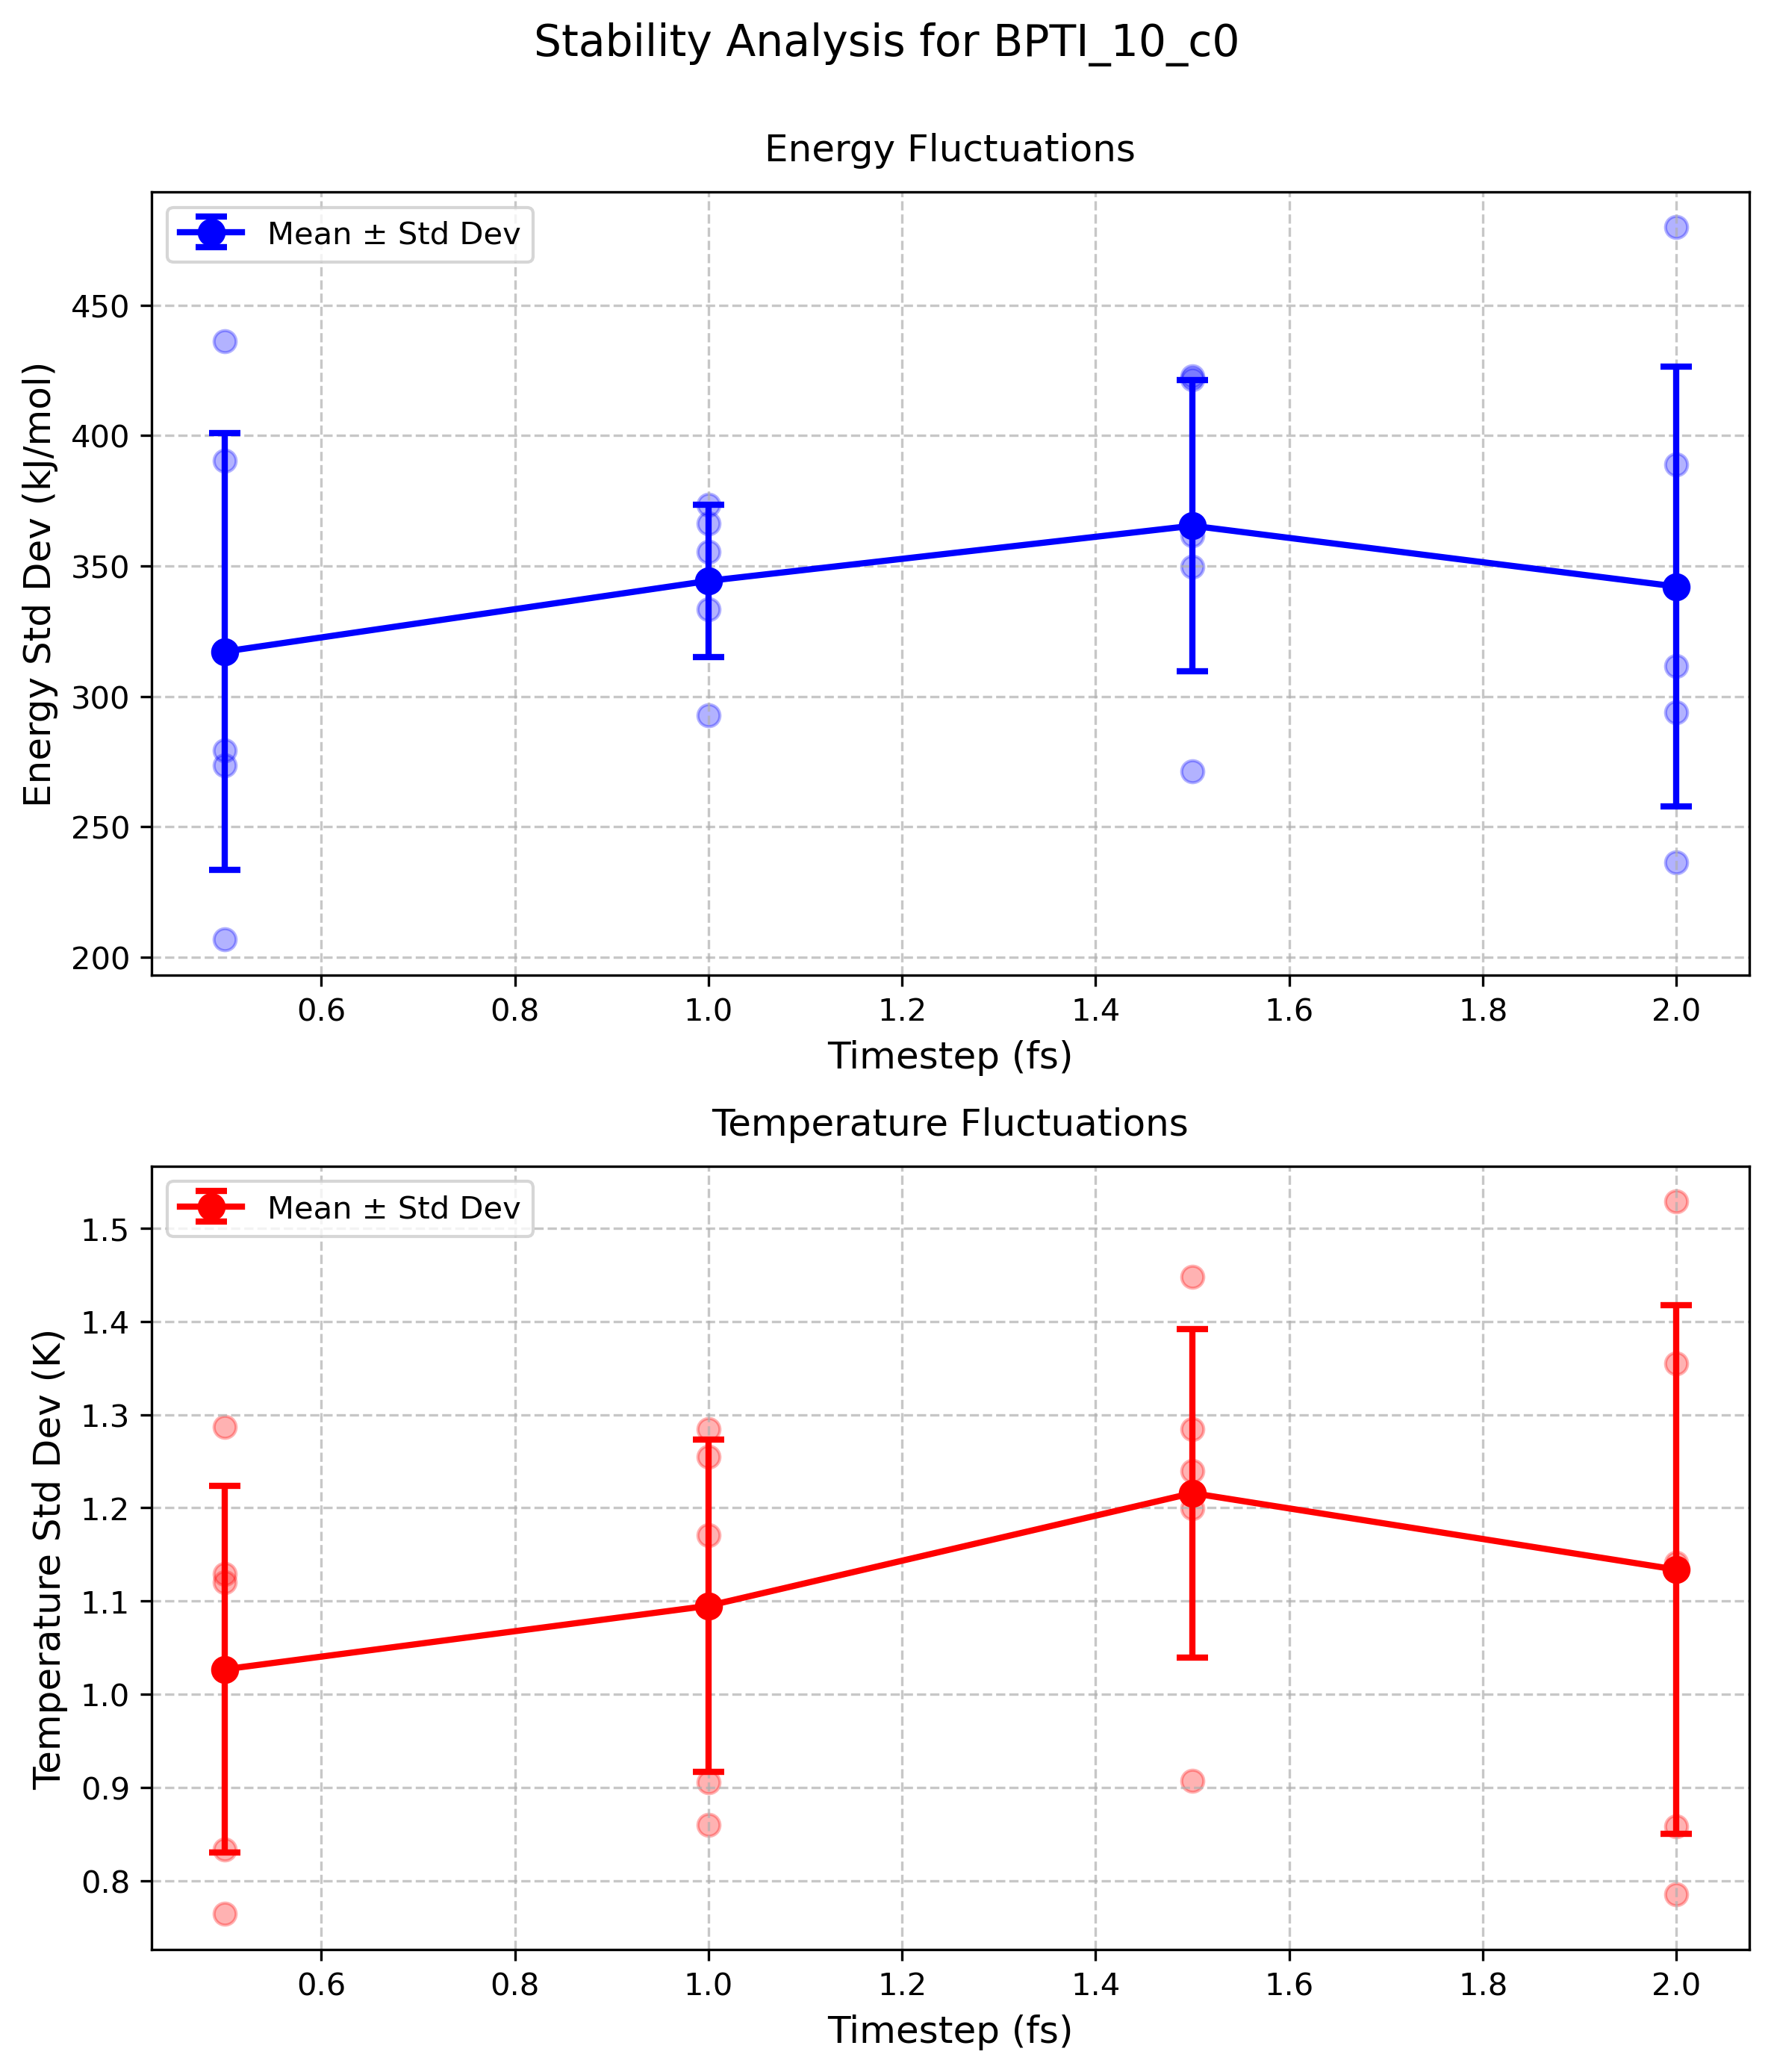 Stability Analysis for BPTI_10_c0
Energy Fluctuations
Mean ± Std Dev
Energy Std Dev (kJ/mol)
450
400
350
300
250
200
0.6 0.8 1.0 1.2 1.4 1.6 1.8 2.0
Timestep (fs)
Temperature Fluctuations
Mean ± Std Dev
Temperature Std Dev (K)
1.5
1.4
1.3
1.2
1.1
1.0
0.9
0.8
0.6 0.8 1.0 1.2 1.4 1.6 1.8 2.0
Timestep (fs)